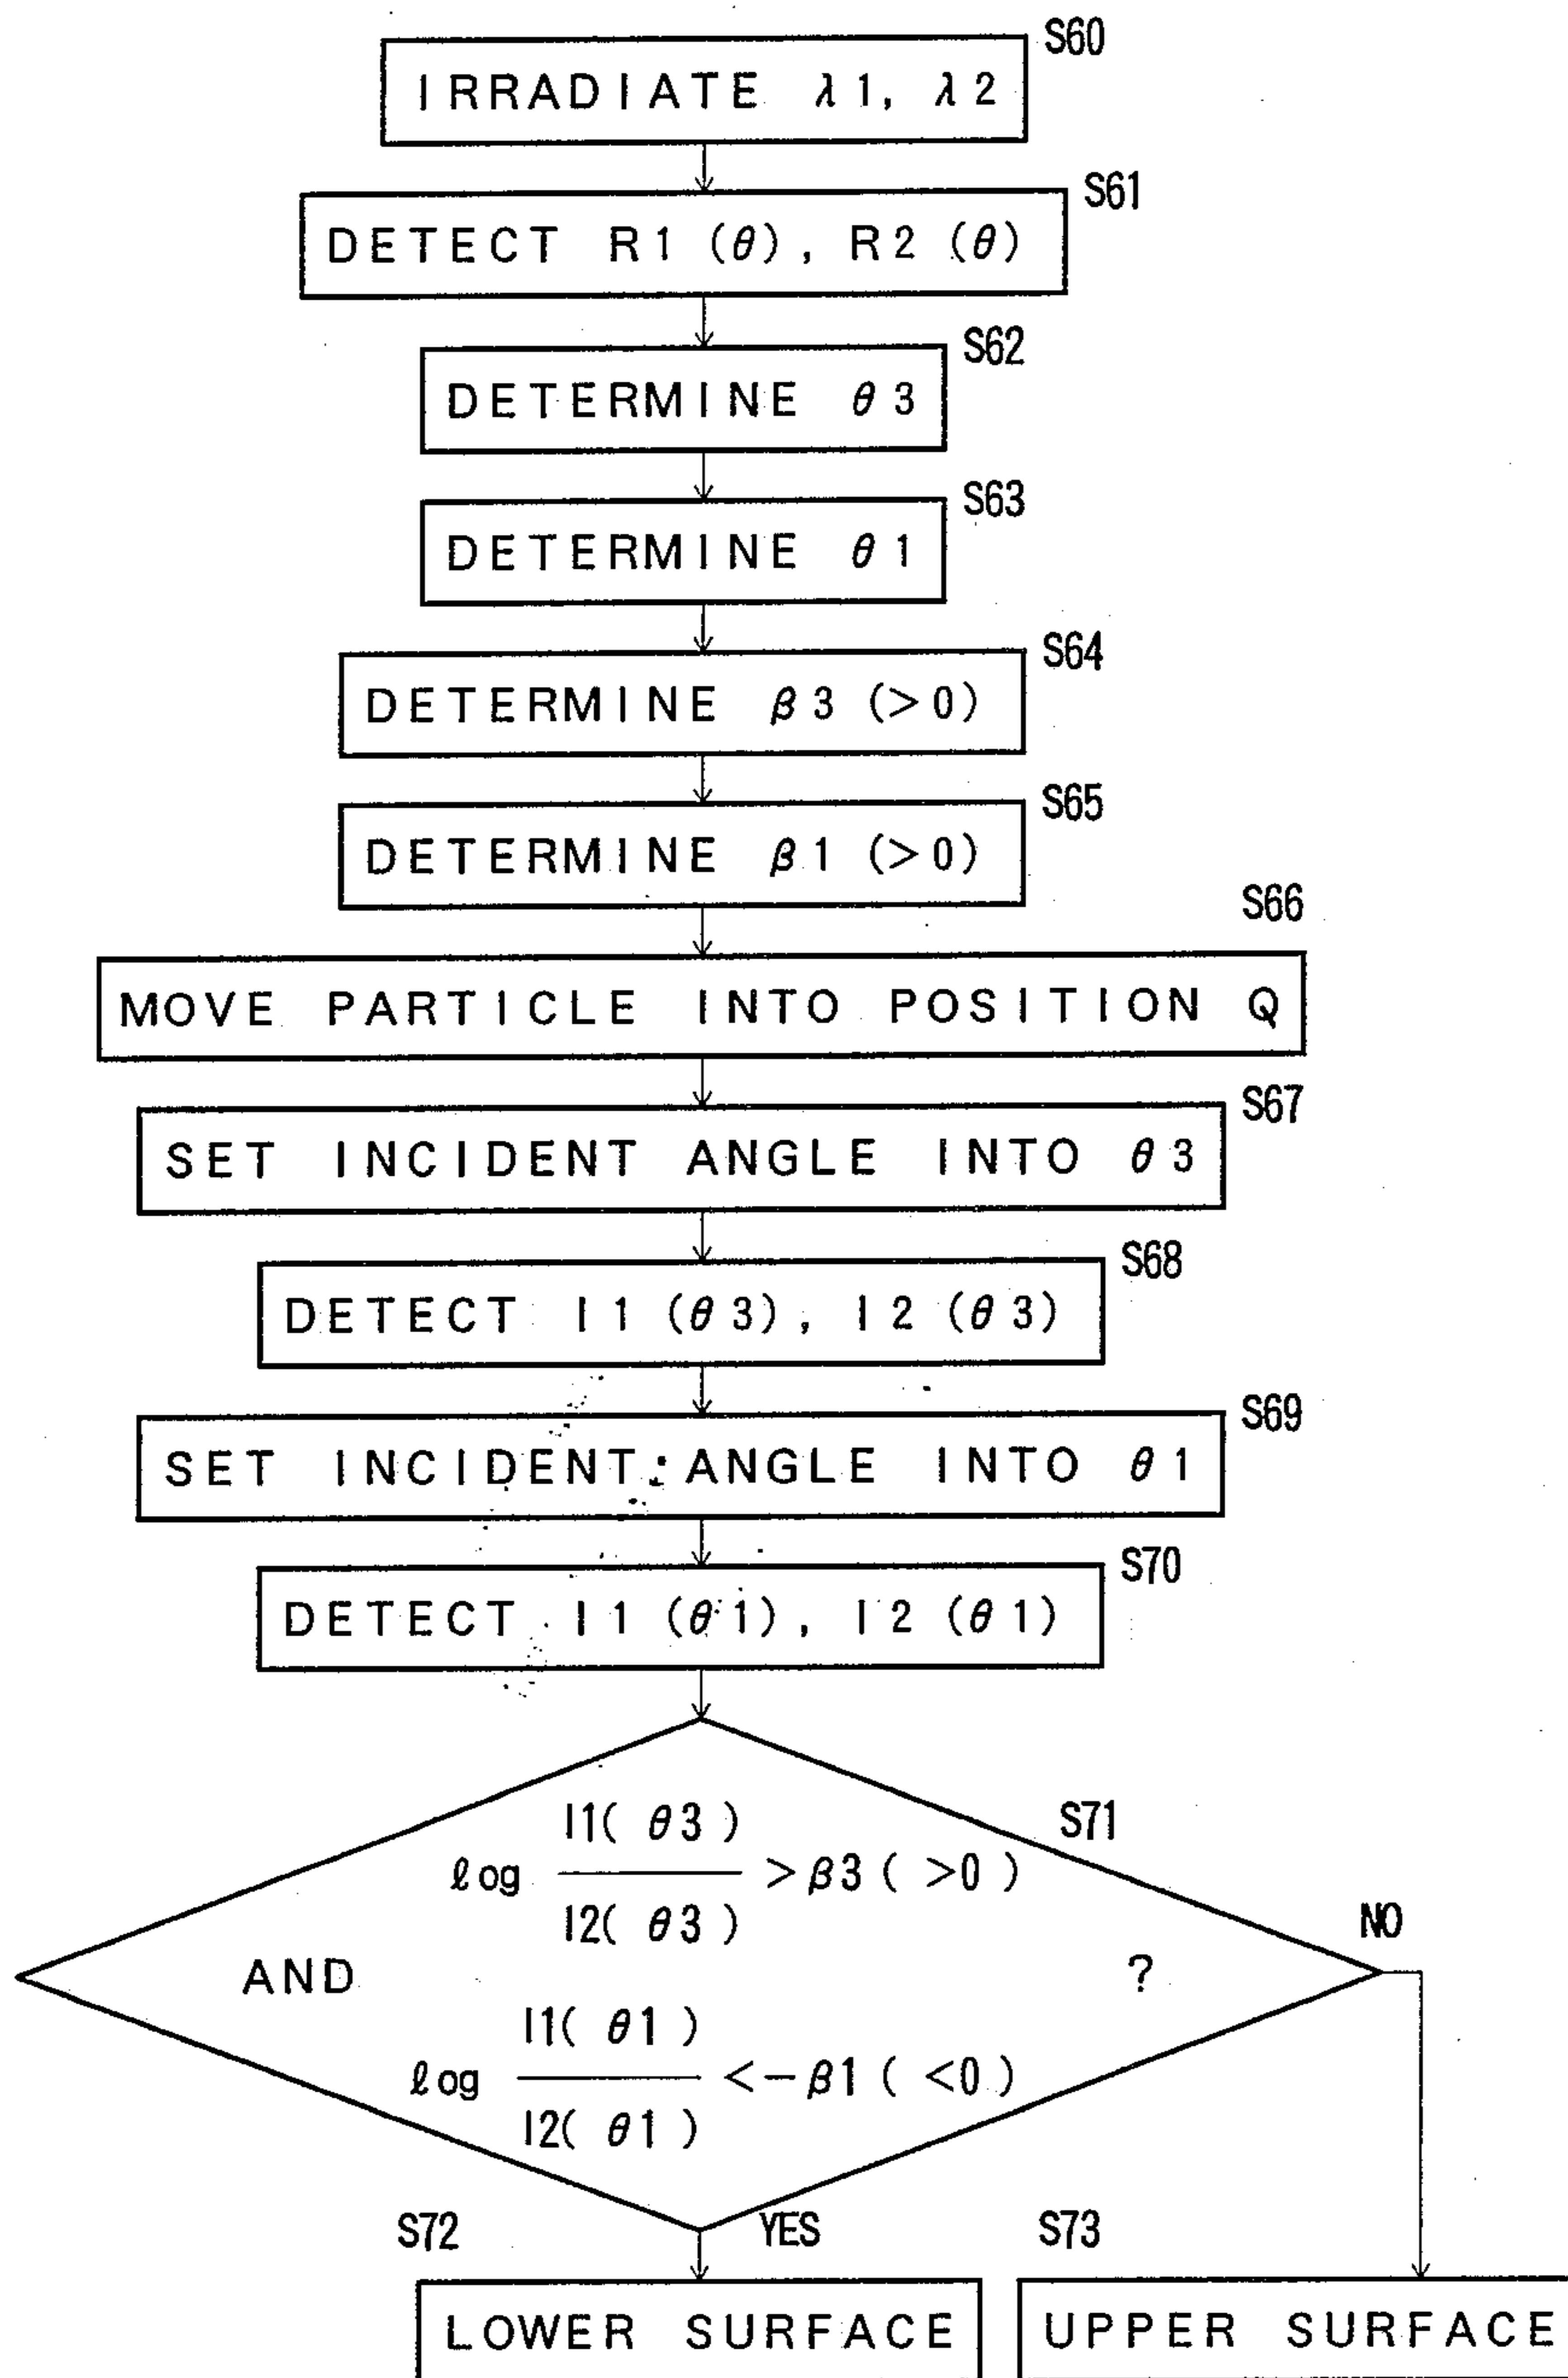 S60
IRRADIATE λ1, λ2
S61
DETECT R1 (θ), R2 (θ)
S62
DETERMINE θ3
S63
DETERMINE θ1
S64
DETERMINE β3 (>0)
S65
DETERMINE β1 (>0)
S66
MOVE PARTICLE INTO POSITION Q
S67
SET INCIDENT ANGLE INTO θ3
S68
DETECT I1 (θ3), I2 (θ3)
S69
SET INCIDENT ANGLE INTO θ1
S70
DETECT I1 (θ1), I2 (θ1)
S71
I1( θ3 )
ℓog ——— >β3 ( >0 )
I2( θ3 )
NO
AND ?
I1( θ1 )
ℓog ——— <−β1 ( <0 )
I2( θ1 )
S72 YES S73
LOWER SURFACE UPPER SURFACE